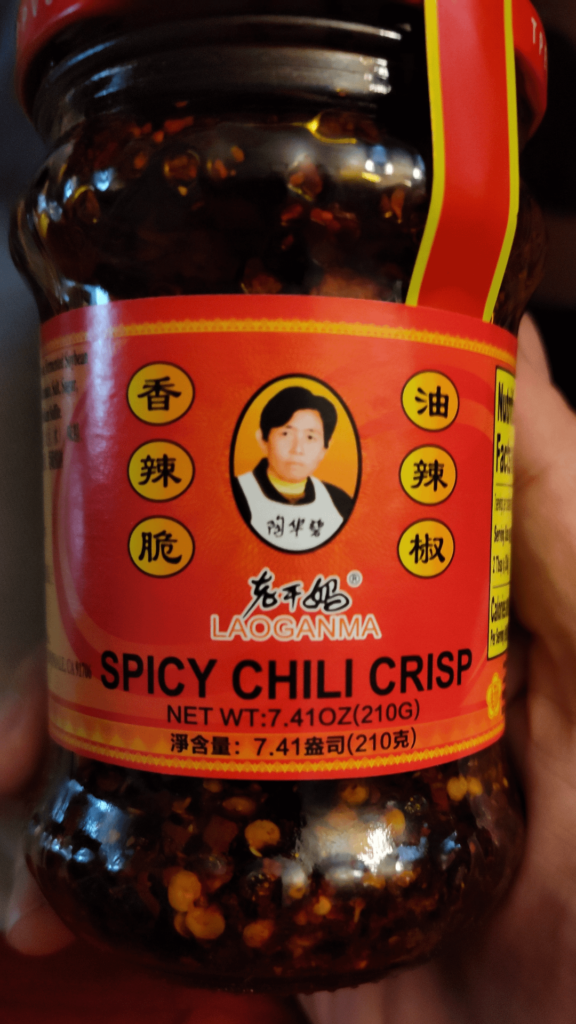 香
辣
脆
油
辣
椒
陶华碧
老干妈®
LAOGANMA
SPICY CHILI CRISP
NET WT:7.41OZ(210G)
淨含量: 7.41盎司(210克)